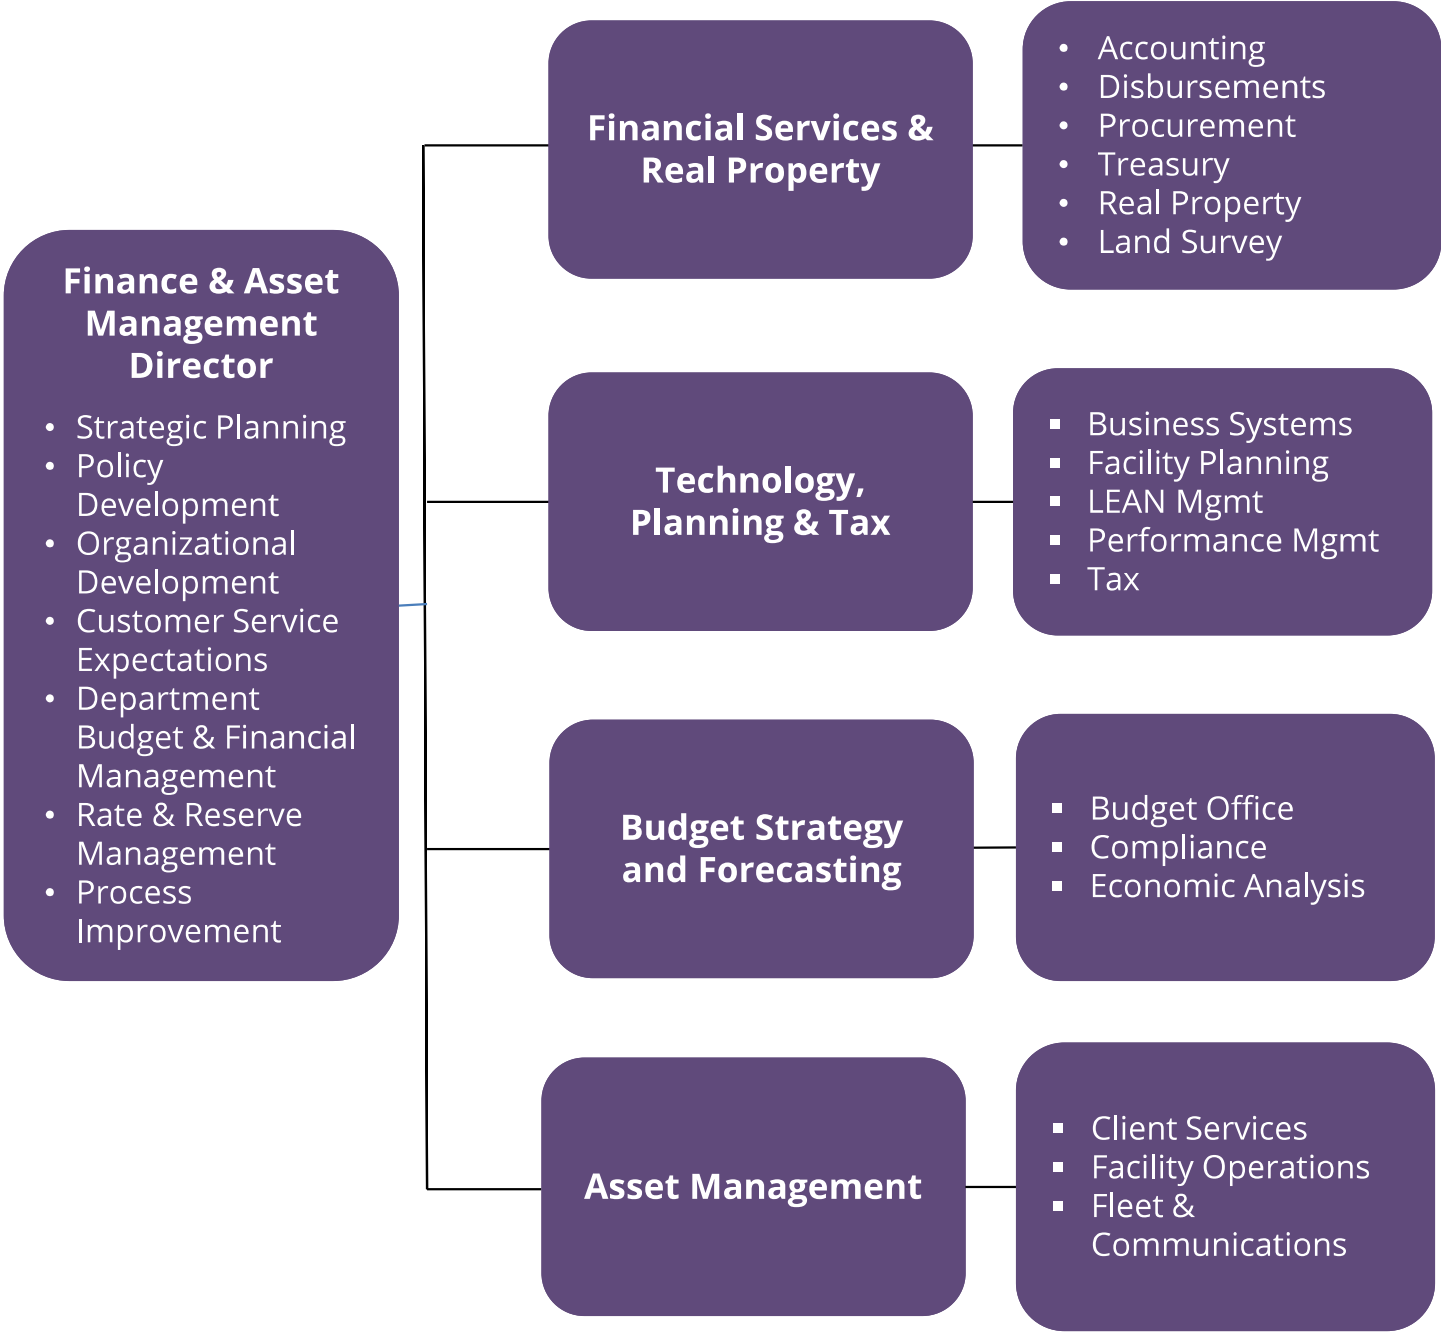 Finance & Asset
Management
Director
• Strategic Planning
• Policy
Development
• Organizational
Development
• Customer Service
Expectations
• Department
Budget & Financial
Management
• Rate & Reserve
Management
• Process
Improvement
Financial Services &
Real Property
• Accounting
• Disbursements
• Procurement
• Treasury
• Real Property
• Land Survey
Technology,
Planning & Tax
▪ Business Systems
▪ Facility Planning
▪ LEAN Mgmt
▪ Performance Mgmt
▪ Tax
Budget Strategy
and Forecasting
▪ Budget Office
▪ Compliance
▪ Economic Analysis
Asset Management
▪ Client Services
▪ Facility Operations
▪ Fleet &
Communications